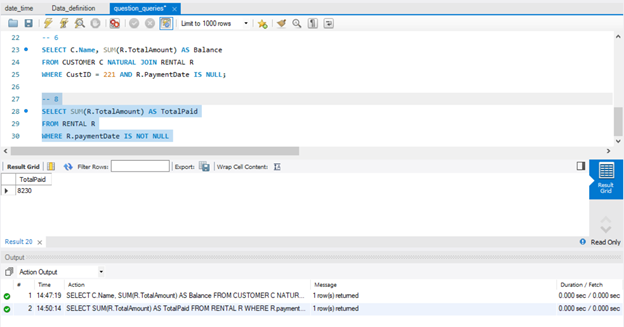 date_time Data_definition question_queries* ×
Limit to 1000 rows
22 -- 6
23 SELECT C.Name, SUM(R.TotalAmount) AS Balance
24 FROM CUSTOMER C NATURAL JOIN RENTAL R
25 WHERE CustID = 221 AND R.PaymentDate IS NULL;
26
27 -- 8
28 SELECT SUM(R.TotalAmount) AS TotalPaid
29 FROM RENTAL R
30 WHERE R.paymentDate IS NOT NULL
Result Grid Filter Rows: Export: Wrap Cell Content:
TotalPaid
8230
Result Grid
Result 20 × Read Only
Output
Action Output
# Time Action Message Duration / Fetch
1 14:47:19 SELECT C.Name, SUM(R.TotalAmount) AS Balance FROM CUSTOMER C NATUR... 1 row(s) returned 0.000 sec / 0.000 sec
2 14:50:14 SELECT SUM(R.TotalAmount) AS TotalPaid FROM RENTAL R WHERE R.payment... 1 row(s) returned 0.000 sec / 0.000 sec